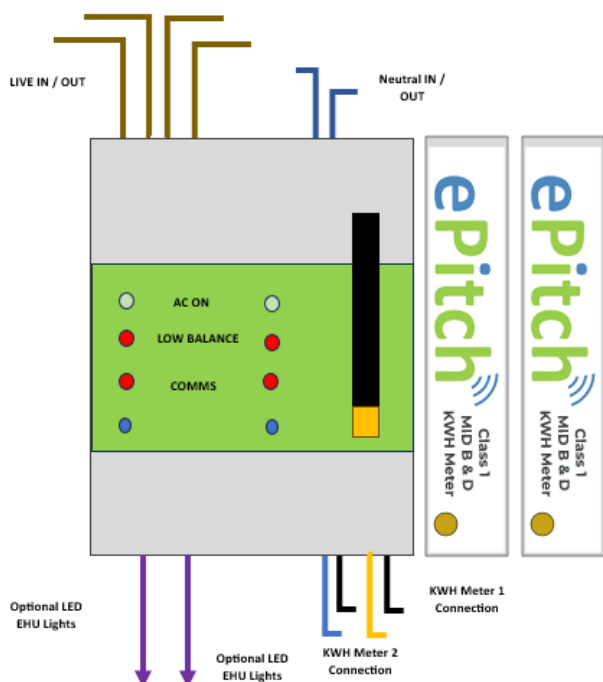 LIVE IN / OUT
Neutral IN /
OUT
AC ON
LOW BALANCE
COMMS
ePitch
Class 1
MID B & D
KWH Meter
ePitch
Class 1
MID B & D
KWH Meter
Optional LED
EHU Lights
Optional LED
EHU Lights
KWH Meter 2
Connection
KWH Meter 1
Connection